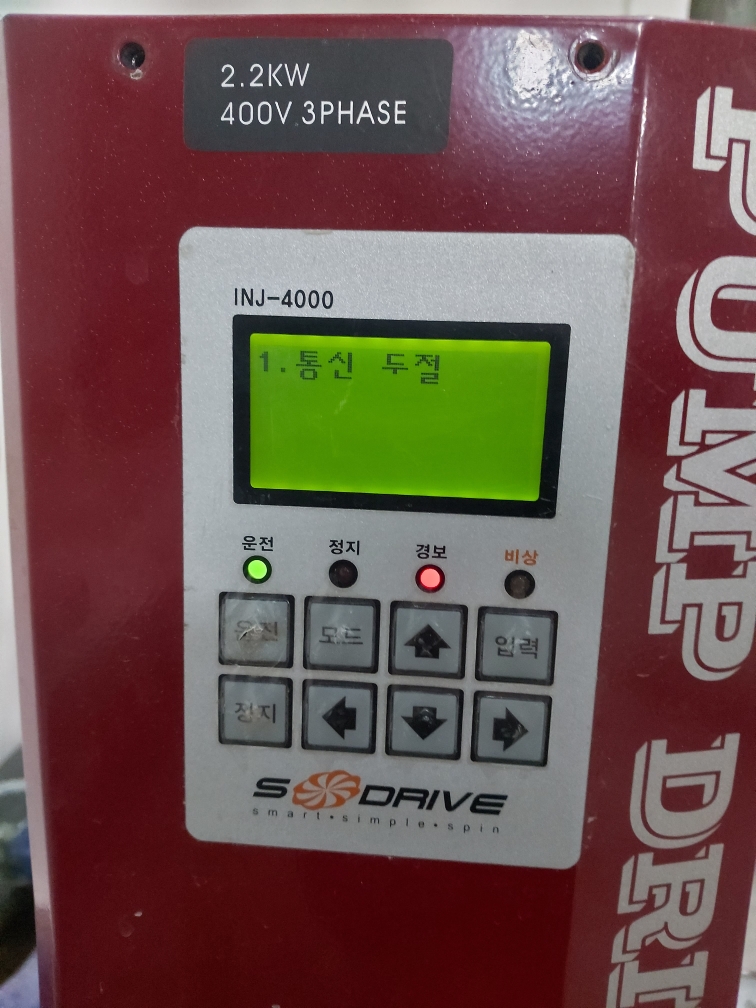 2.2KW
400V 3PHASE
INJ-4000
1.통신 두절
운전 정지 경보 비상
운전 모드 입력
정지
S DRIVE
smart•simple•spin
PUMP DRI